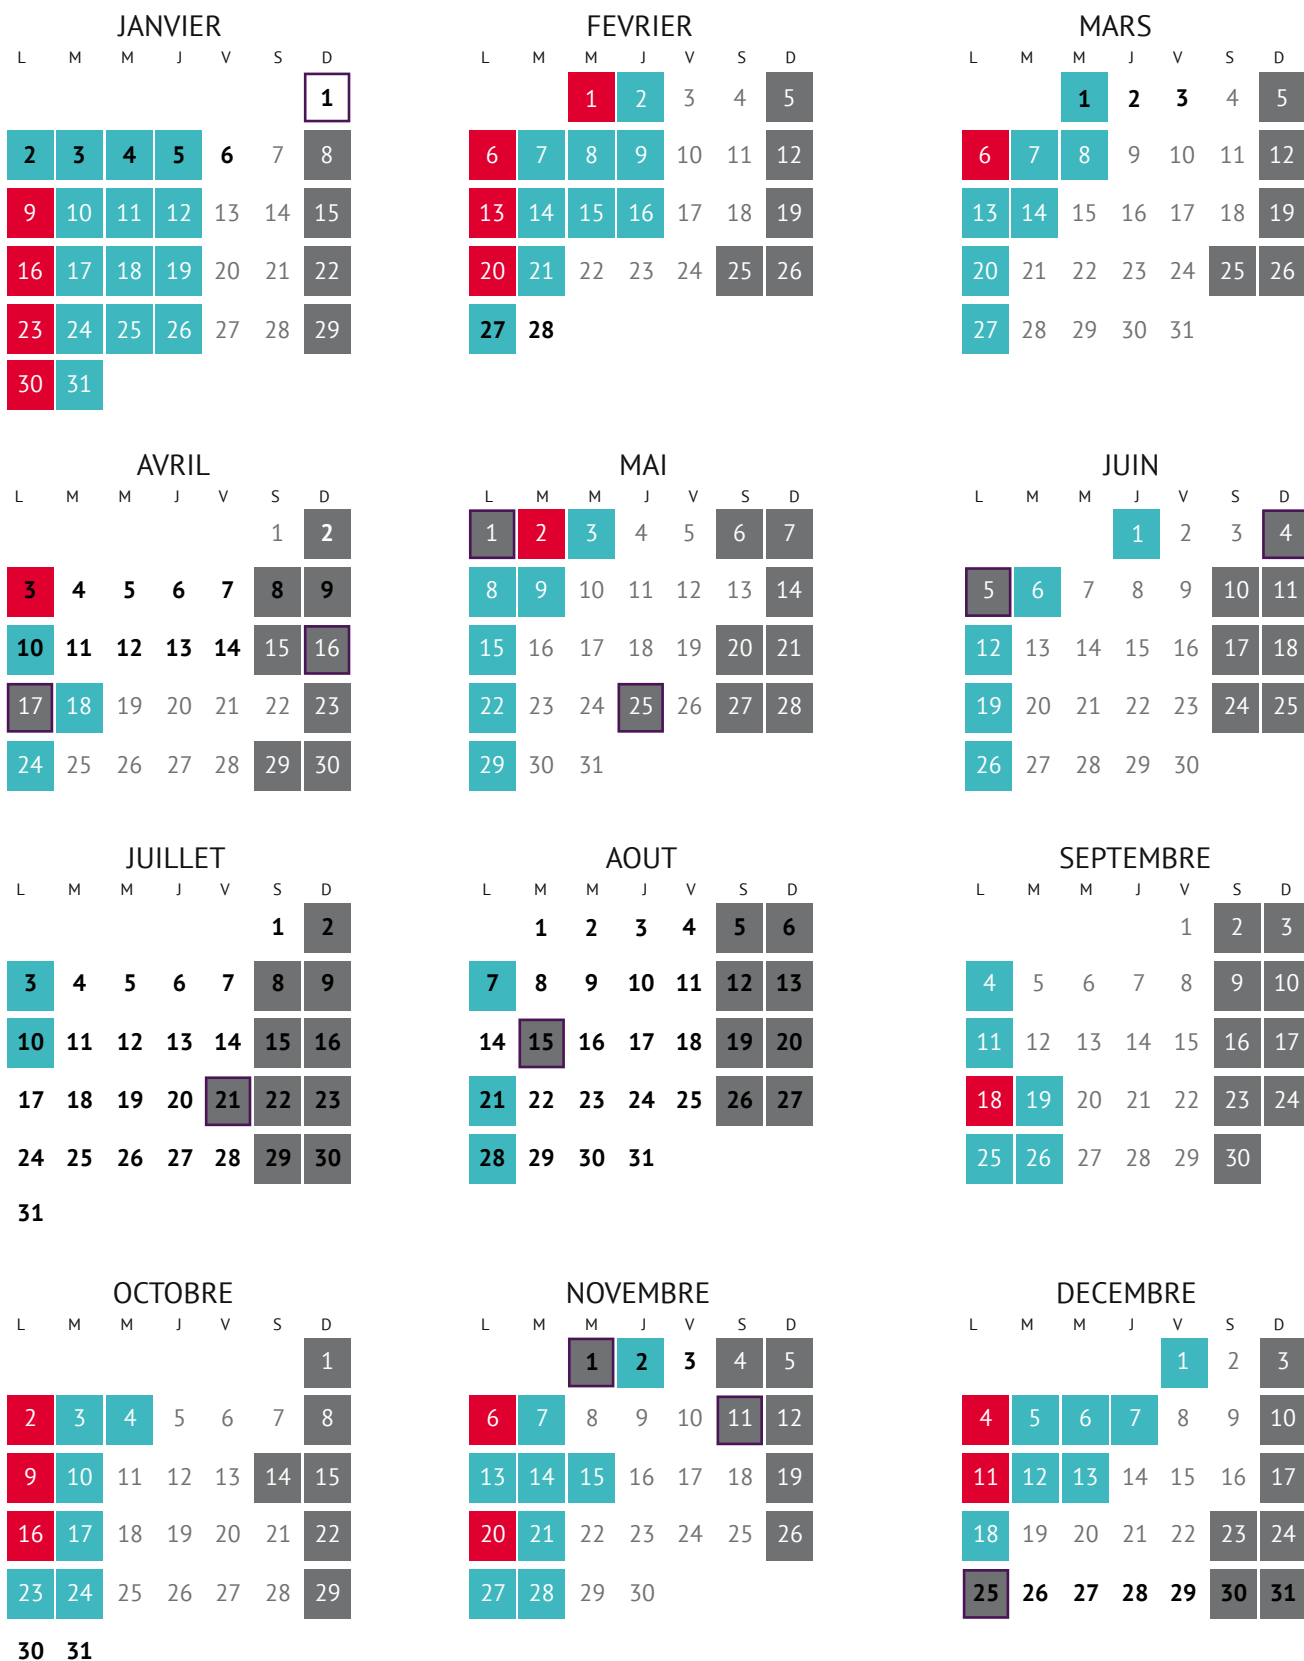 JANVIER
L M M J V S D
1
2 3 4 5 6 7 8
9 10 11 12 13 14 15
16 17 18 19 20 21 22
23 24 25 26 27 28 29
30 31
FEVRIER
L M M J V S D
1 2 3 4 5
6 7 8 9 10 11 12
13 14 15 16 17 18 19
20 21 22 23 24 25 26
27 28
MARS
L M M J V S D
1 2 3 4 5
6 7 8 9 10 11 12
13 14 15 16 17 18 19
20 21 22 23 24 25 26
27 28 29 30 31
AVRIL
L M M J V S D
1 2
3 4 5 6 7 8 9
10 11 12 13 14 15 16
17 18 19 20 21 22 23
24 25 26 27 28 29 30
MAI
L M M J V S D
1 2 3 4 5 6 7
8 9 10 11 12 13 14
15 16 17 18 19 20 21
22 23 24 25 26 27 28
29 30 31
JUIN
L M M J V S D
1 2 3 4
5 6 7 8 9 10 11
12 13 14 15 16 17 18
19 20 21 22 23 24 25
26 27 28 29 30
JUILLET
L M M J V S D
1 2
3 4 5 6 7 8 9
10 11 12 13 14 15 16
17 18 19 20 21 22 23
24 25 26 27 28 29 30
31
AOUT
L M M J V S D
1 2 3 4 5 6
7 8 9 10 11 12 13
14 15 16 17 18 19 20
21 22 23 24 25 26 27
28 29 30 31
SEPTEMBRE
L M M J V S D
1 2 3
4 5 6 7 8 9 10
11 12 13 14 15 16 17
18 19 20 21 22 23 24
25 26 27 28 29 30
OCTOBRE
L M M J V S D
1
2 3 4 5 6 7 8
9 10 11 12 13 14 15
16 17 18 19 20 21 22
23 24 25 26 27 28 29
30 31
NOVEMBRE
L M M J V S D
1 2 3 4 5
6 7 8 9 10 11 12
13 14 15 16 17 18 19
20 21 22 23 24 25 26
27 28 29 30
DECEMBRE
L M M J V S D
1 2 3
4 5 6 7 8 9 10
11 12 13 14 15 16 17
18 19 20 21 22 23 24
25 26 27 28 29 30 31